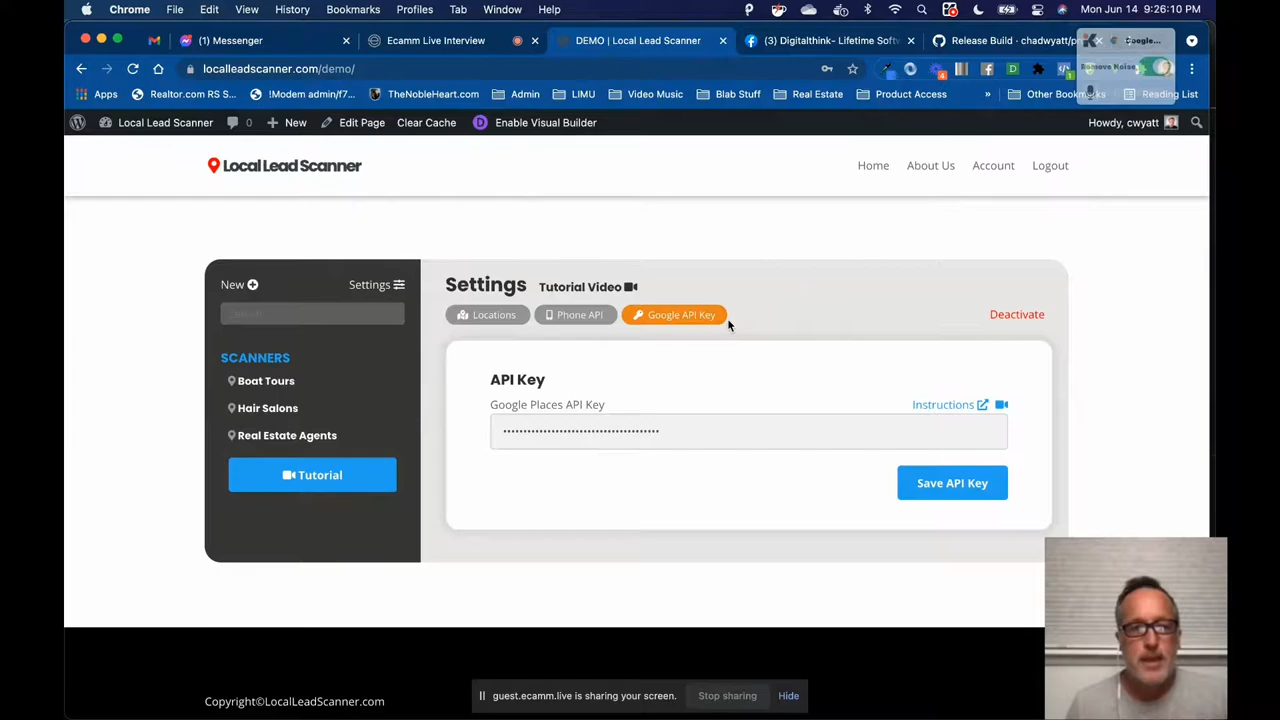 Chrome File Edit View History Bookmarks Profiles Tab Window Help Mon Jun 14 9:26:10 PM
(1) Messenger Ecamm Live Interview DEMO | Local Lead Scanner (3) Digitalthink- Lifetime Softw Release Build · chadwyatt/pr Google...
localleadscanner.com/demo/ Remove Noise
Apps Realtor.com RS S... !Modem admin/f7... TheNobleHeart.com Admin LIMU Video Music Blab Stuff Real Estate Product Access » Other Bookmarks Reading List
Local Lead Scanner 0 New Edit Page Clear Cache Enable Visual Builder Howdy, cwyatt
Local Lead Scanner Home About Us Account Logout
New Settings
Search
SCANNERS
Boat Tours
Hair Salons
Real Estate Agents
Tutorial
Settings Tutorial Video
Locations Phone API Google API Key Deactivate
API Key
Google Places API Key Instructions
Save API Key
Copyright©LocalLeadScanner.com
guest.ecamm.live is sharing your screen. Stop sharing Hide